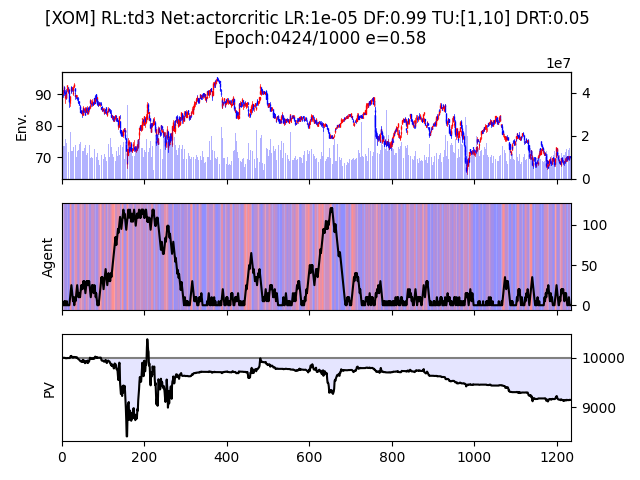 [XOM] RL:td3 Net:actorcritic LR:1e-05 DF:0.99 TU:[1,10] DRT:0.05
Epoch:0424/1000 e=0.58
1e7
Env.
90
80
70
4
2
0
Agent
100
50
0
PV
10000
9000
0 200 400 600 800 1000 1200